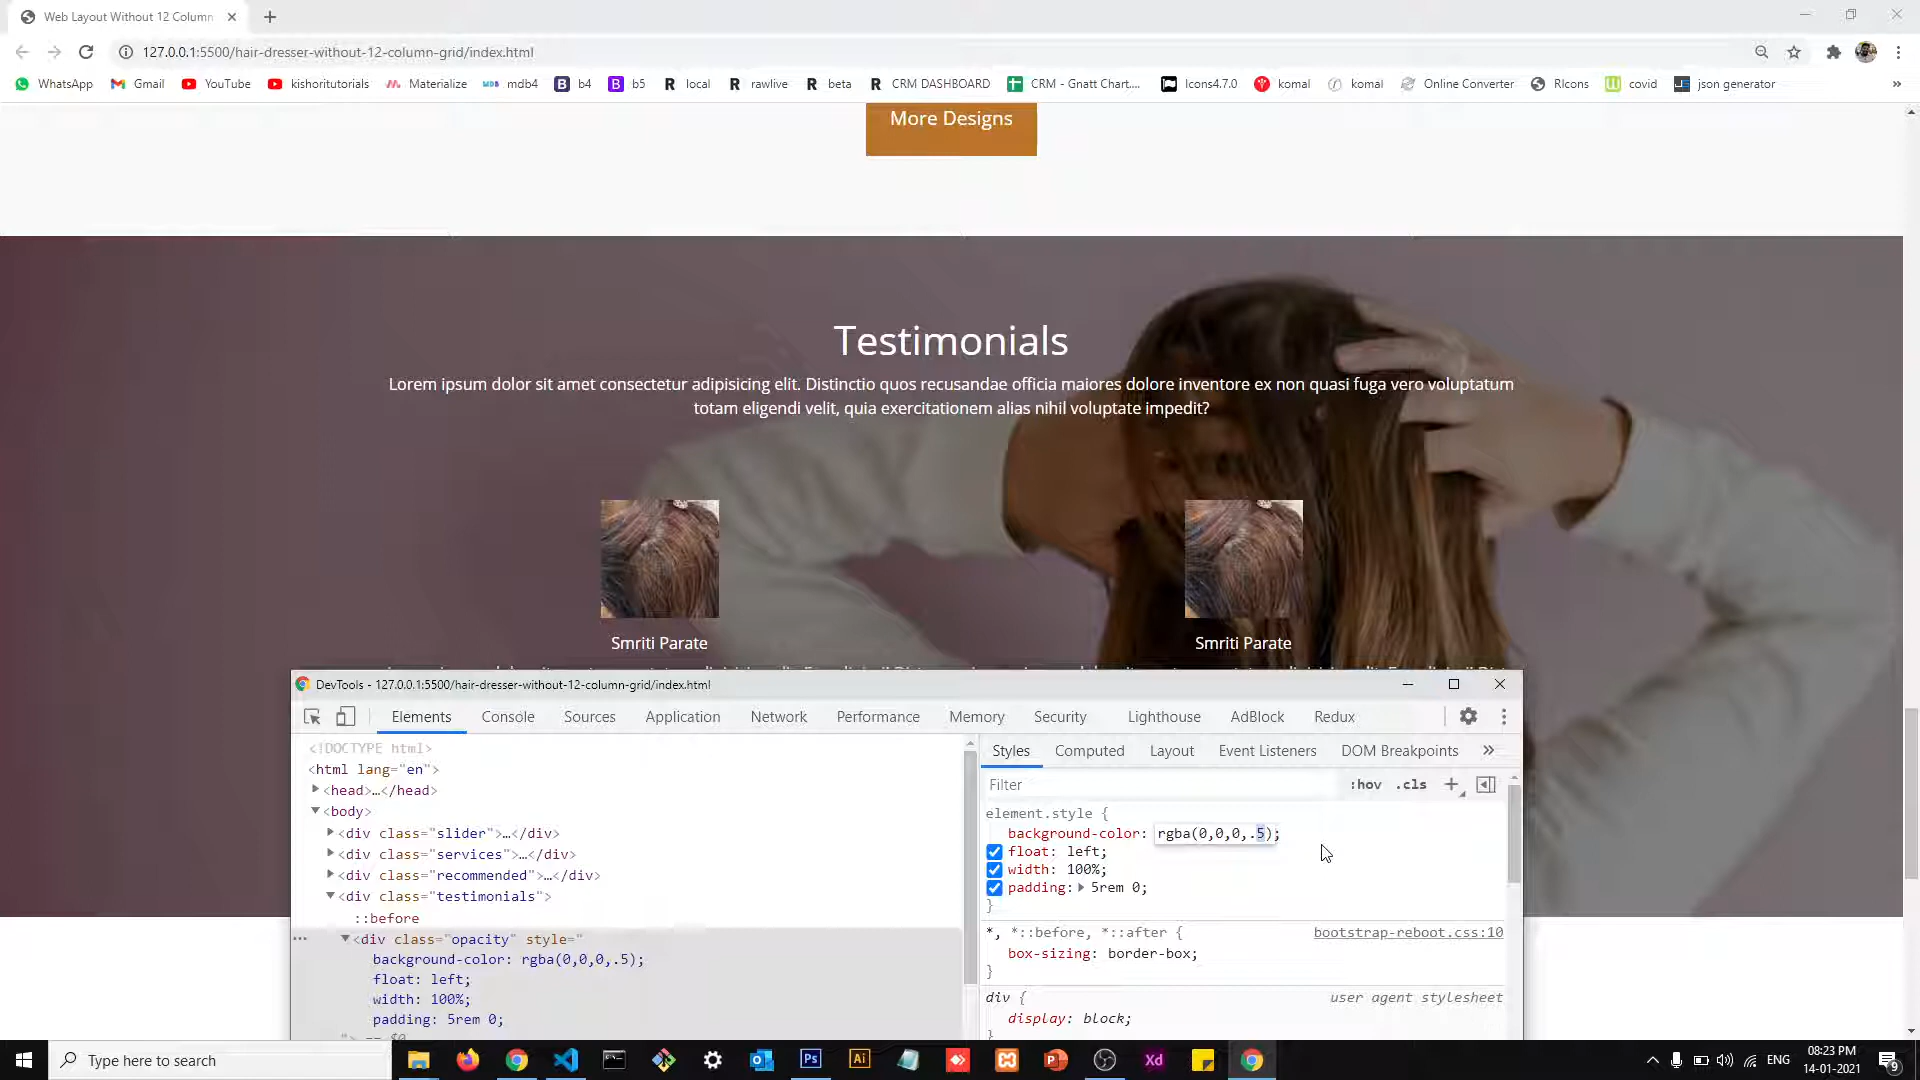 Web Layout Without 12 Column
127.0.0.1:5500/hair-dresser-without-12-column-grid/index.html
WhatsApp Gmail YouTube kishoritutorials Materialize mdb4 b4 b5 local rawlive beta CRM DASHBOARD CRM - Gnatt Chart.... Icons4.7.0 komal komal Online Converter RIcons covid json generator »
More Designs
Testimonials
Lorem ipsum dolor sit amet consectetur adipisicing elit. Distinctio quos recusandae officia maiores dolore inventore ex non quasi fuga vero voluptatum
totam eligendi velit, quia exercitationem alias nihil voluptate impedit?
Smriti Parate Smriti Parate
DevTools - 127.0.0.1:5500/hair-dresser-without-12-column-grid/index.html
Elements Console Sources Application Network Performance Memory Security Lighthouse AdBlock Redux
<!DOCTYPE html>
<html lang="en">
<head>…</head>
<body>
<div class="slider">…</div>
<div class="services">…</div>
<div class="recommended">…</div>
<div class="testimonials">
::before
<div class="opacity" style="
background-color: rgba(0,0,0,.5);
float: left;
width: 100%;
padding: 5rem 0;
"> == $0
Styles Computed Layout Event Listeners DOM Breakpoints »
Filter :hov .cls +
element.style {
background-color: rgba(0,0,0,.5);
float: left;
width: 100%;
padding: 5rem 0;
}
*, *::before, *::after { bootstrap-reboot.css:10
box-sizing: border-box;
}
div { user agent stylesheet
display: block;
}
Type here to search
Ps Ai Xd
ENG
08:23 PM
14-01-2021
9